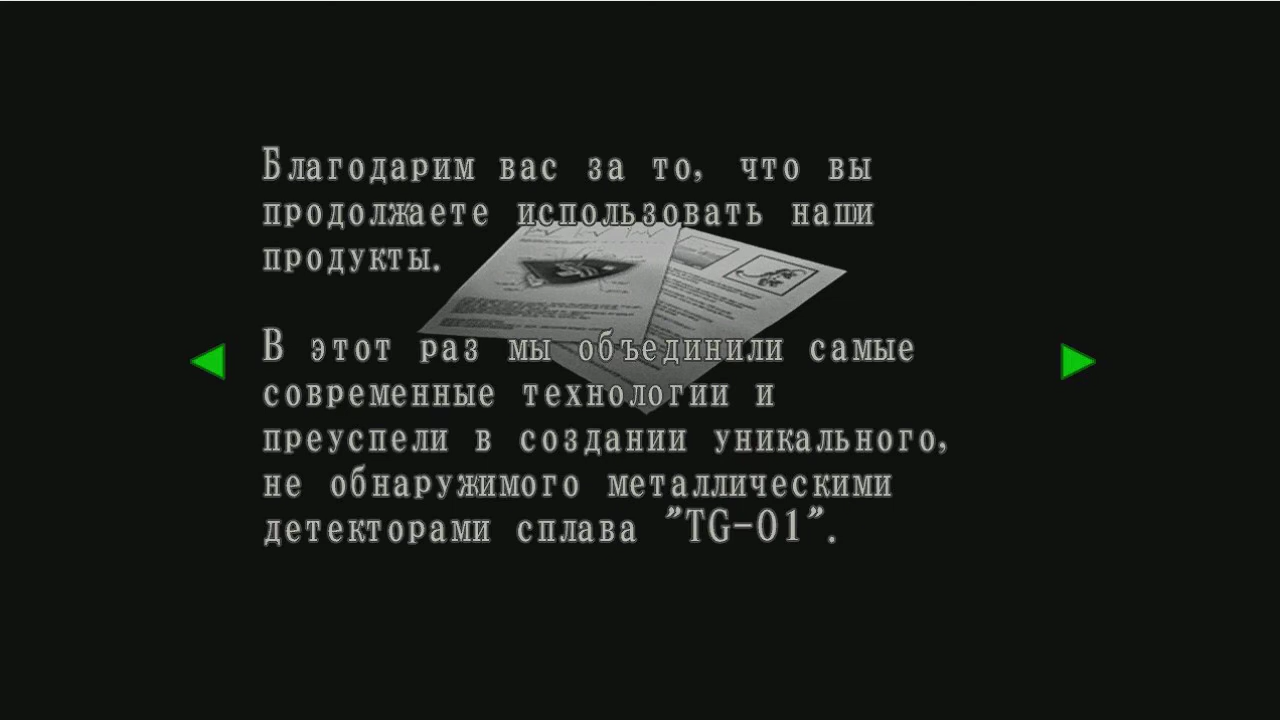 Благодарим вас за то, что вы
продолжаете использовать наши
продукты.
В этот раз мы объединили самые
современные технологии и
преуспели в создании уникального,
не обнаружимого металлическими
детекторами сплава "TG-01".